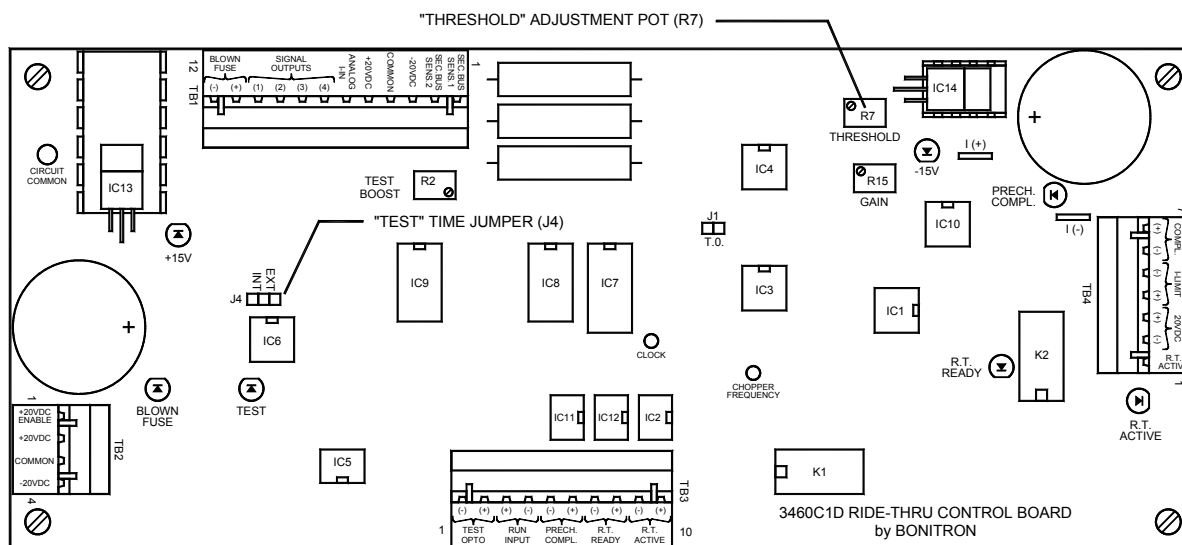 "THRESHOLD" ADJUSTMENT POT (R7)
12
BLOWN
FUSE
SIGNAL
OUTPUTS
ANALOG
I-IN
+20VDC
COMMON
-20VDC
SEC.BUS
SENS.2
SEC.BUS
SENS.1
1
(-) (+) (1) (2) (3) (4)
TB1
IC14
R7
THRESHOLD
CIRCUIT
COMMON
IC13
TEST
BOOST
R2
IC4
R15
GAIN
-15V
I (+)
PRECH.
COMPL.
I (-)
"TEST" TIME JUMPER (J4)
J1
T.O.
IC10
+15V
IC9
IC8
IC7
IC3
IC1
J4
INT
EXT
IC6
CLOCK
CHOPPER
FREQUENCY
R.T.
READY
K2
TB4
(+)
(-)
COMPL.
(-)
(+)
I-LIMIT
(+)
(-)
20VDC
R.T.
ACTIVE
1
R.T.
ACTIVE
BLOWN
FUSE
TEST
1
+20VDC
ENABLE
+20VDC
COMMON
-20VDC
4
TB2
IC11
IC12
IC2
IC5
K1
TB3
(-) (+) (+) (-) (-) (+) (-) (+) (-) (+)
1
TEST
OPTO
RUN
INPUT
PRECH.
COMPL.
R.T.
READY
R.T.
ACTIVE
10
3460C1D RIDE-THRU CONTROL BOARD
by BONITRON